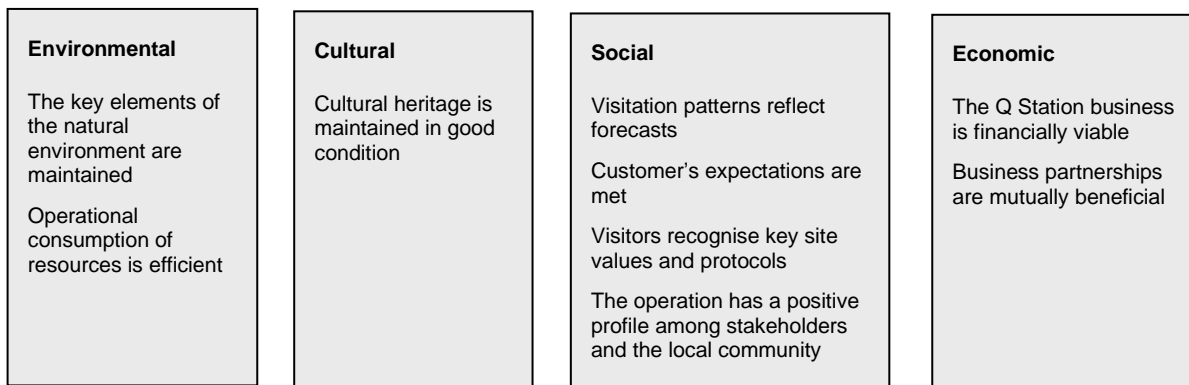 Environmental
The key elements of
the natural
environment are
maintained
Operational
consumption of
resources is efficient
Cultural
Cultural heritage is
maintained in good
condition
Social
Visitation patterns reflect
forecasts
Customer's expectations are
met
Visitors recognise key site
values and protocols
The operation has a positive
profile among stakeholders
and the local community
Economic
The Q Station business
is financially viable
Business partnerships
are mutually beneficial